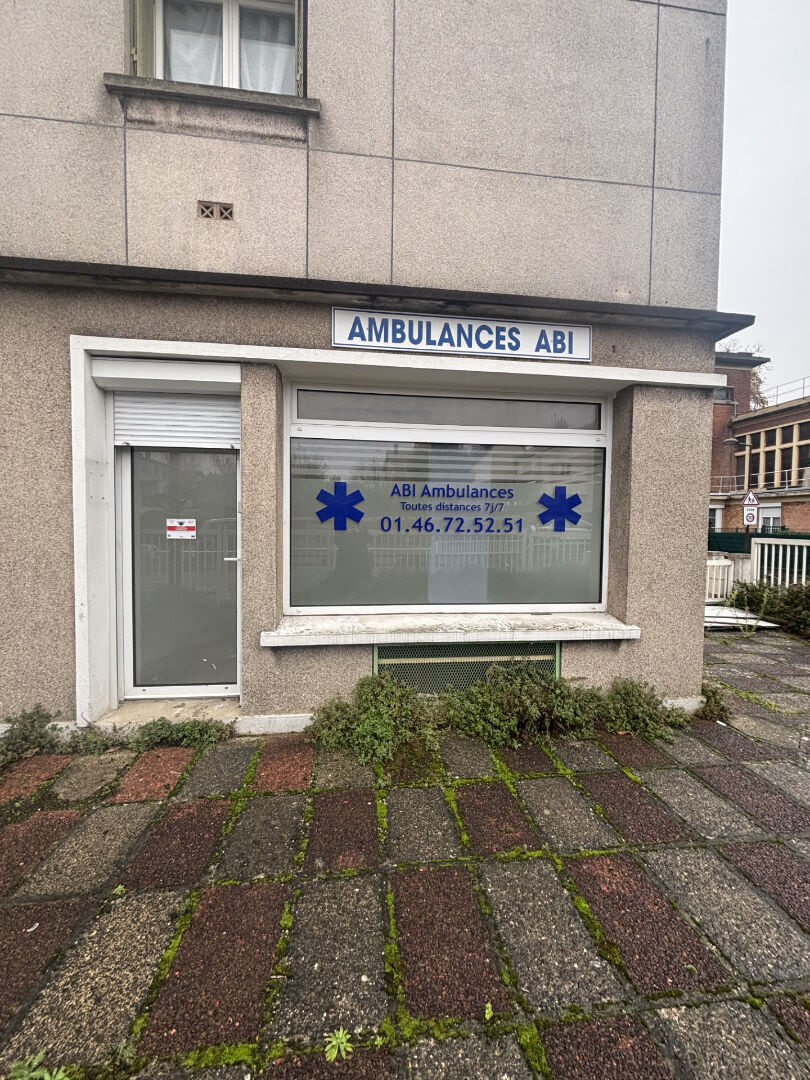 AMBULANCES ABI
ABI Ambulances
Toutes distances 7j/7
01.46.72.52.51